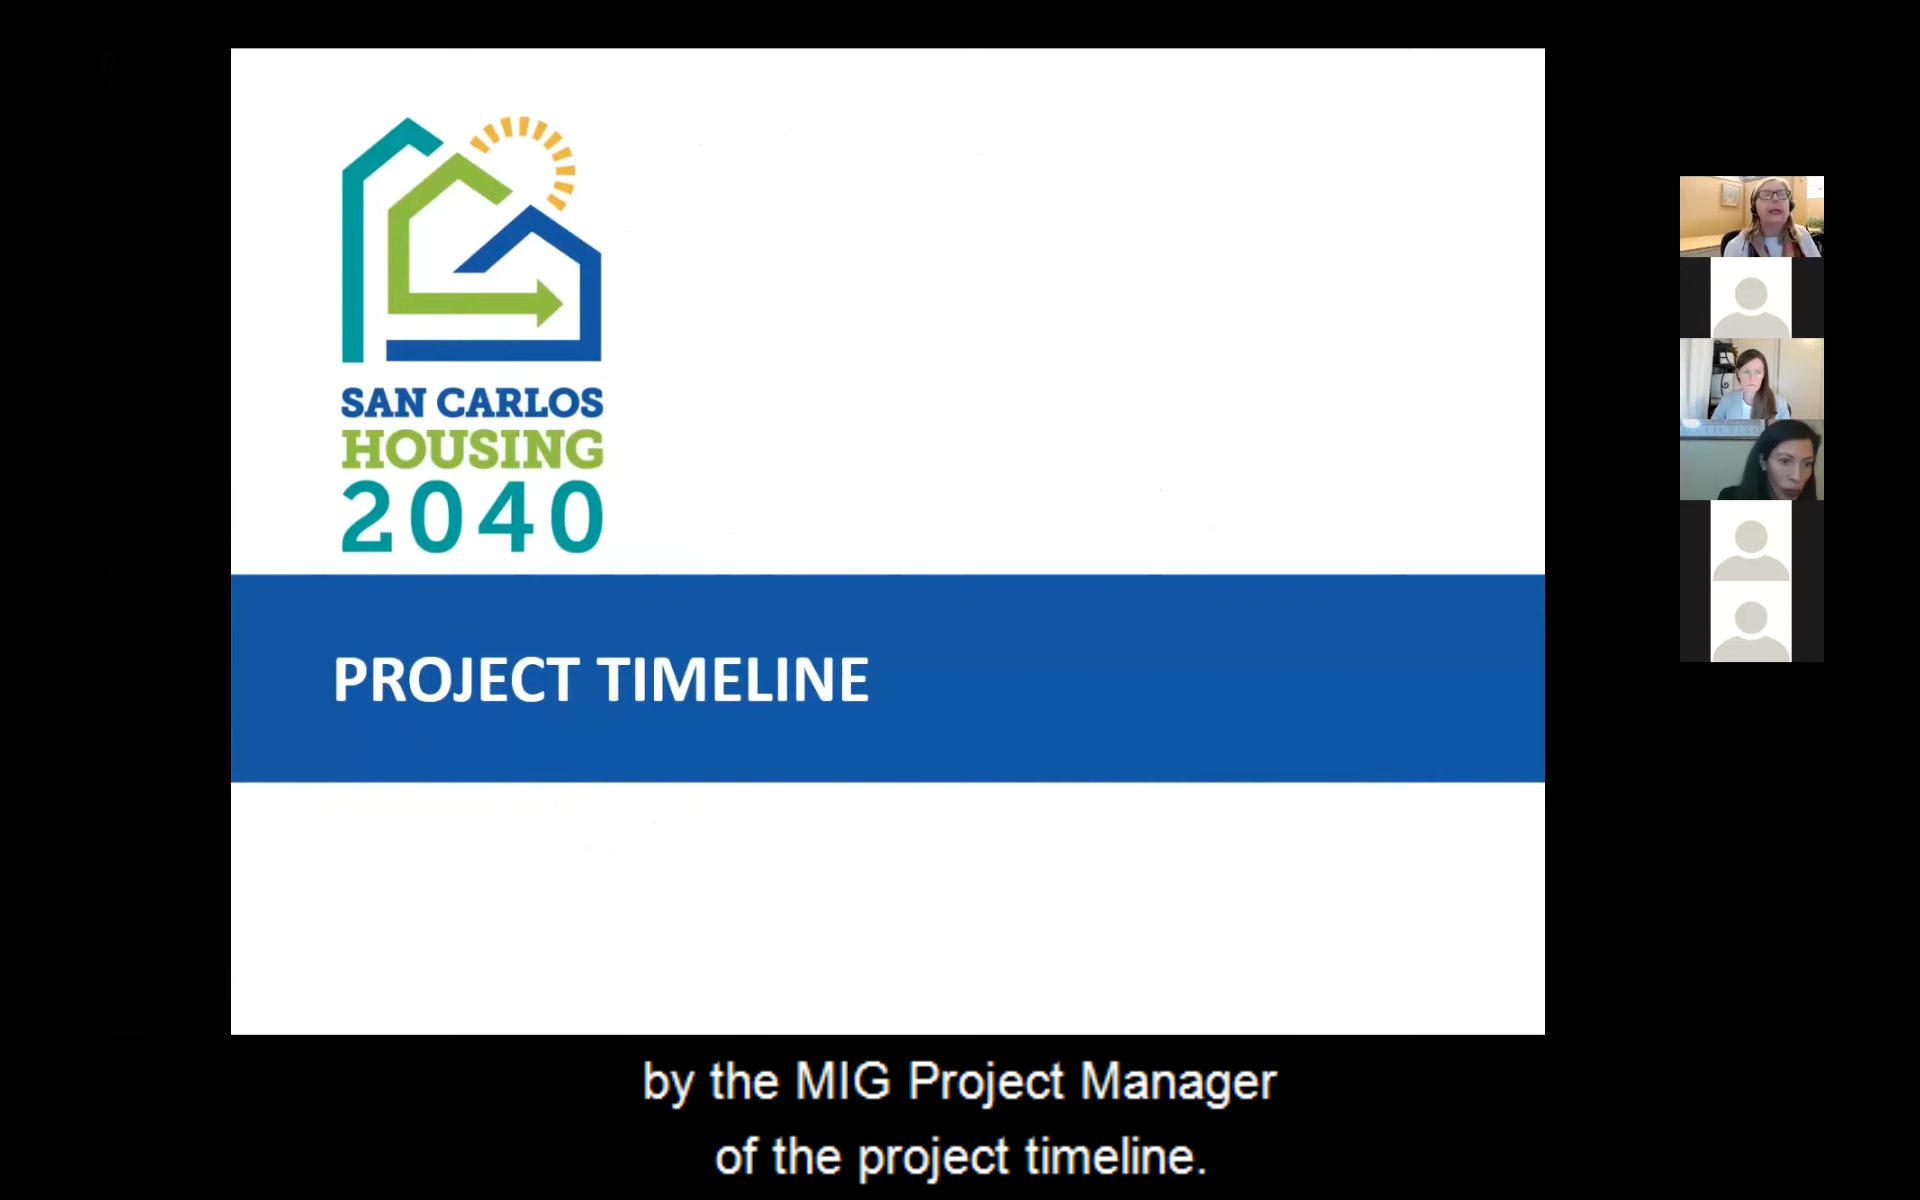 SAN CARLOS
HOUSING
2040
PROJECT TIMELINE
by the MIG Project Manager
of the project timeline.